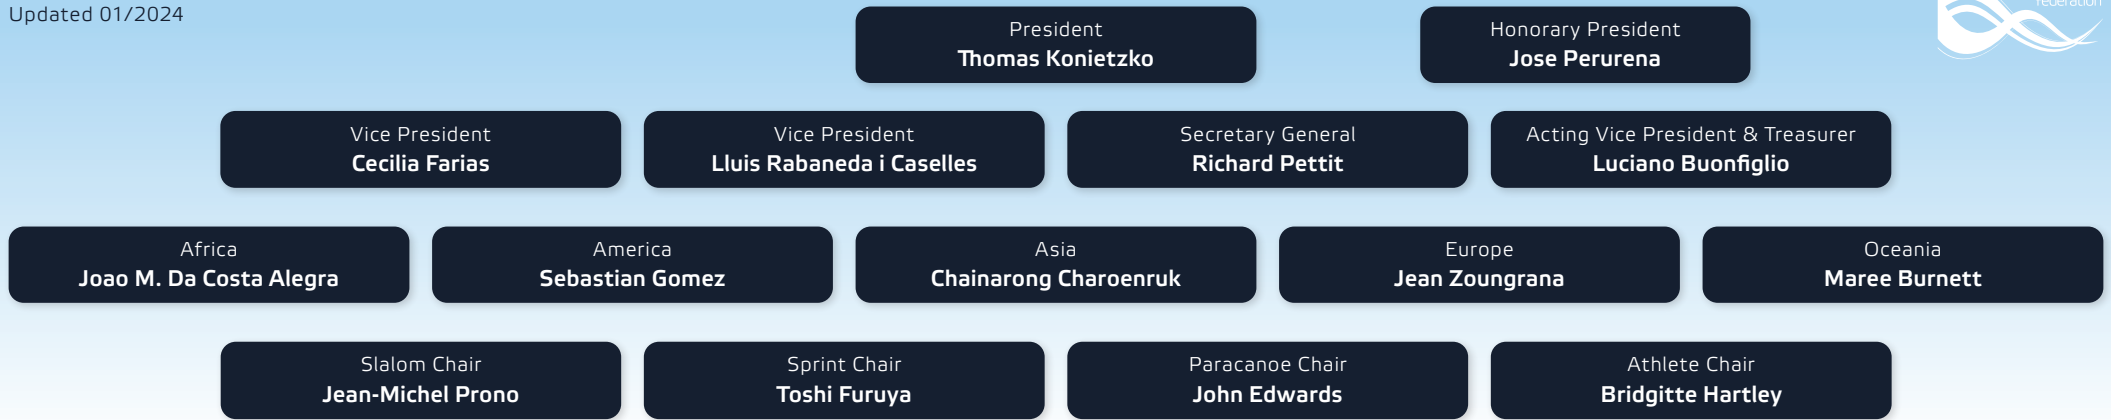 Updated 01/2024
federation
President
Thomas Konietzko
Honorary President
Jose Perurena
Vice President
Cecilia Farias
Vice President
Lluis Rabaneda i Caselles
Secretary General
Richard Pettit
Acting Vice President & Treasurer
Luciano Buonfiglio
Africa
Joao M. Da Costa Alegra
America
Sebastian Gomez
Asia
Chainarong Charoenruk
Europe
Jean Zoungrana
Oceania
Maree Burnett
Slalom Chair
Jean-Michel Prono
Sprint Chair
Toshi Furuya
Paracanoe Chair
John Edwards
Athlete Chair
Bridgitte Hartley